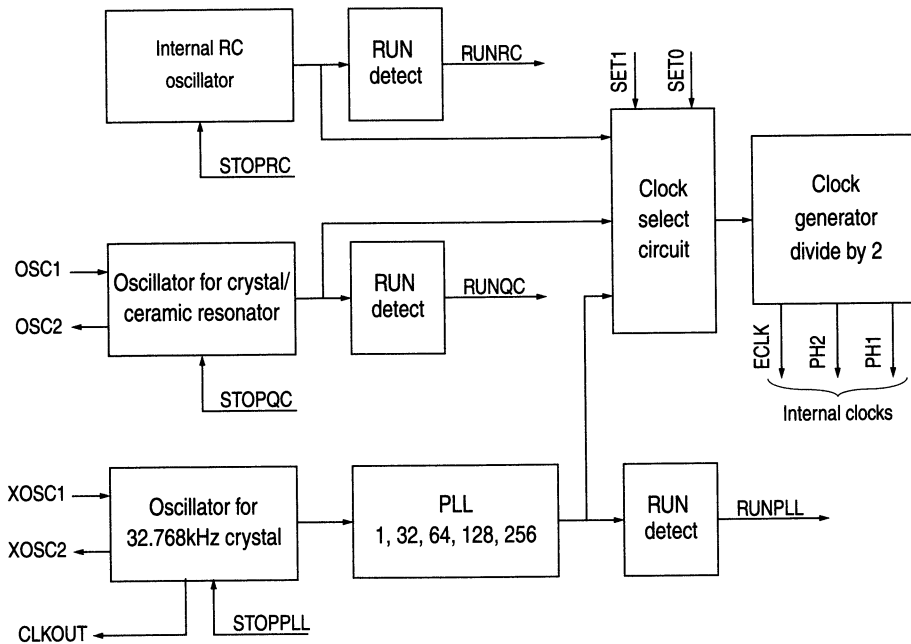 Internal RC
oscillator
RUN
detect
RUNRC
STOPRC
SET1
SET0
Clock
select
circuit
Clock
generator
divide by 2
OSC1
OSC2
Oscillator for crystal/
ceramic resonator
RUN
detect
RUNQC
STOPQC
ECLK
PH2
PH1
Internal clocks
XOSC1
XOSC2
Oscillator for
32.768kHz crystal
PLL
1, 32, 64, 128, 256
RUN
detect
RUNPLL
CLKOUT
STOPPLL